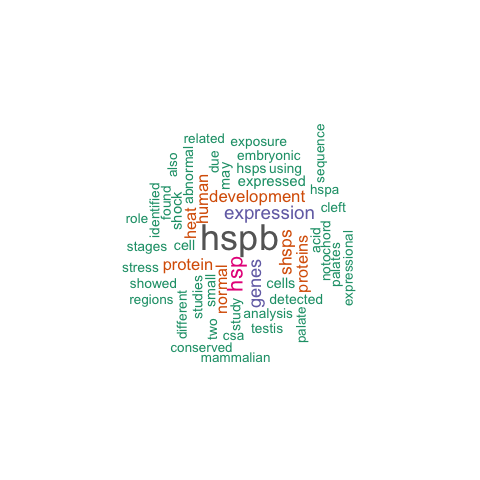 related
exposure
sequence
also
abnormal
due
embryonic
may
hsps
using
identified
found
shock
human
expressed
hspa
heat
development
role
expression
cleft
hspb
acid
notochord
palates
expressional
stages
cell
shsps
proteins
stress
protein
hsp
genes
showed
normal
small
studies
cells
regions
detected
different
two
study
analysis
palate
csa
testis
conserved
mammalian